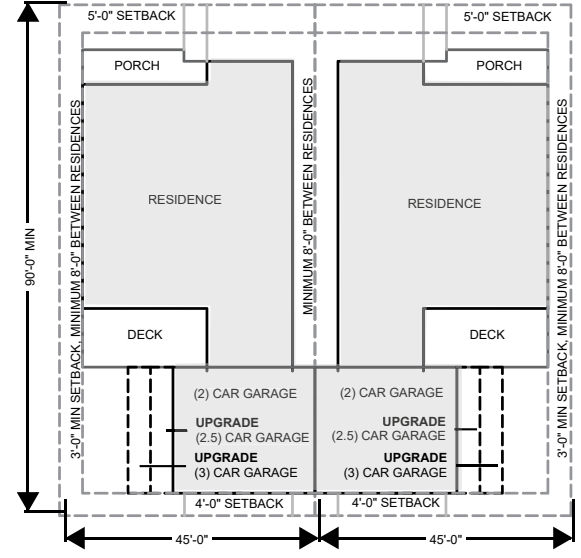 5'-0" SETBACK
5'-0" SETBACK
PORCH
PORCH
3'-0" MIN SETBACK, MINIMUM 8'-0" BETWEEN RESIDENCES
MINIMUM 8'-0" BETWEEN RESIDENCES
3'-0" MIN SETBACK, MINIMUM 8'-0" BETWEEN RESIDENCES
RESIDENCE
RESIDENCE
90'-0" MIN
DECK
DECK
(2) CAR GARAGE
UPGRADE
(2.5) CAR GARAGE
UPGRADE
(3) CAR GARAGE
(2) CAR GARAGE
UPGRADE
(2.5) CAR GARAGE
UPGRADE
(3) CAR GARAGE
4'-0" SETBACK
4'-0" SETBACK
45'-0"
45'-0"